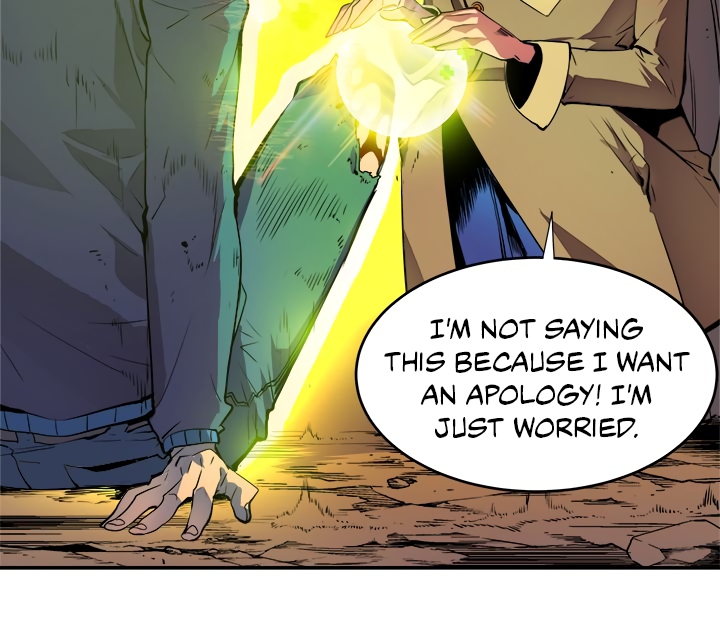 I'M NOT SAYING
THIS BECAUSE I WANT
AN APOLOGY! I'M
JUST WORRIED.